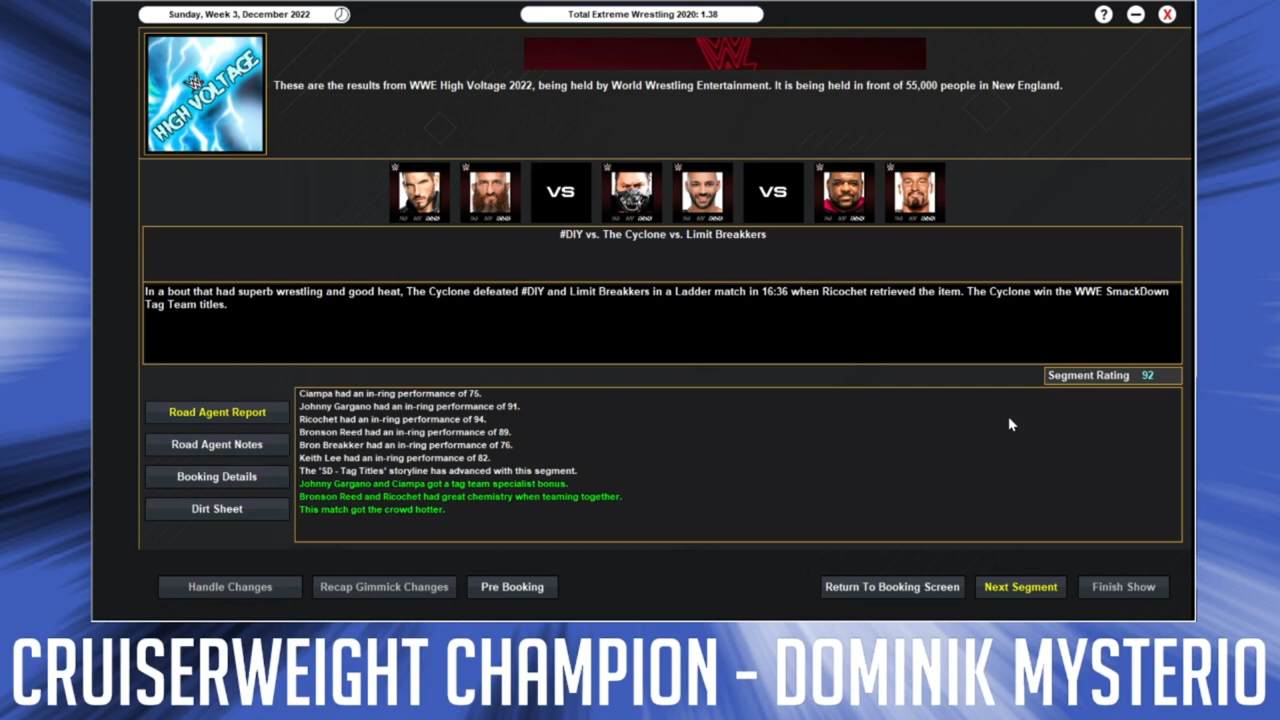 Sunday, Week 3, December 2022
Total Extreme Wrestling 2020: 1.38
?
X
HIGH VOLTAGE
These are the results from WWE High Voltage 2022, being held by World Wrestling Entertainment. It is being held in front of 55,000 people in New England.
VS
VS
#DIY vs. The Cyclone vs. Limit Breakkers
In a bout that had superb wrestling and good heat, The Cyclone defeated #DIY and Limit Breakkers in a Ladder match in 16:36 when Ricochet retrieved the item. The Cyclone win the WWE SmackDown
Tag Team titles.
Segment Rating 92
Road Agent Report
Road Agent Notes
Booking Details
Dirt Sheet
Ciampa had an in-ring performance of 75.
Johnny Gargano had an in-ring performance of 91.
Ricochet had an in-ring performance of 94.
Bronson Reed had an in-ring performance of 89.
Bron Breakker had an in-ring performance of 76.
Keith Lee had an in-ring performance of 82.
The 'SD - Tag Titles' storyline has advanced with this segment.
Johnny Gargano and Ciampa got a tag team specialist bonus.
Bronson Reed and Ricochet had great chemistry when teaming together.
This match got the crowd hotter.
Handle Changes
Recap Gimmick Changes
Pre Booking
Return To Booking Screen
Next Segment
Finish Show
CRUISERWEIGHT CHAMPION - DOMINIK MYSTERIO